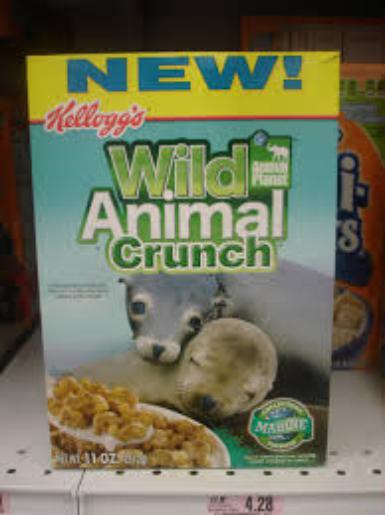 NEW!
Kellogg's
Wild
Animal
Planet
Animal
Crunch
MARINE
NET WT. 11 OZ.
4.28